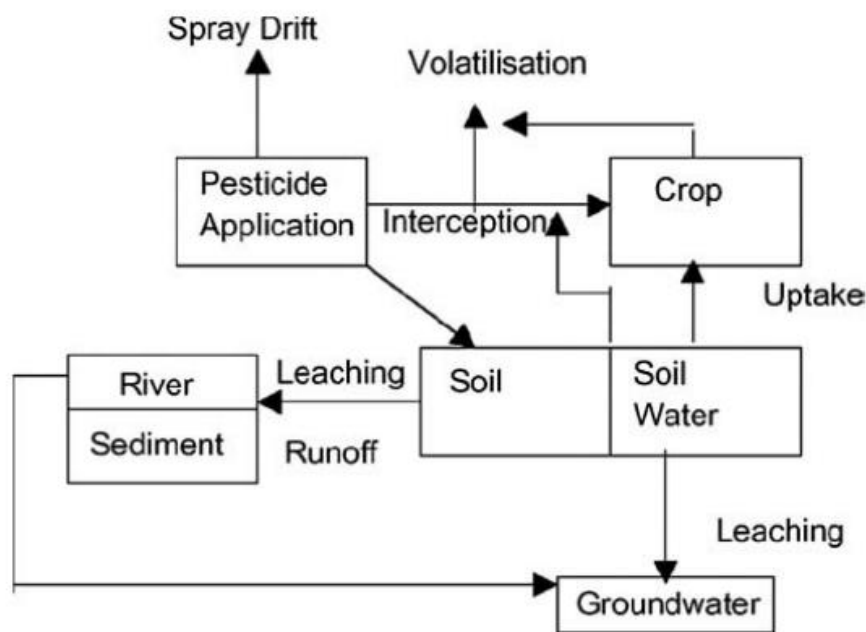 Spray Drift
Volatilisation
Pesticide
Application
Interception
Crop
Uptake
River
Sediment
Leaching
Runoff
Soil
Soil
Water
Leaching
Groundwater